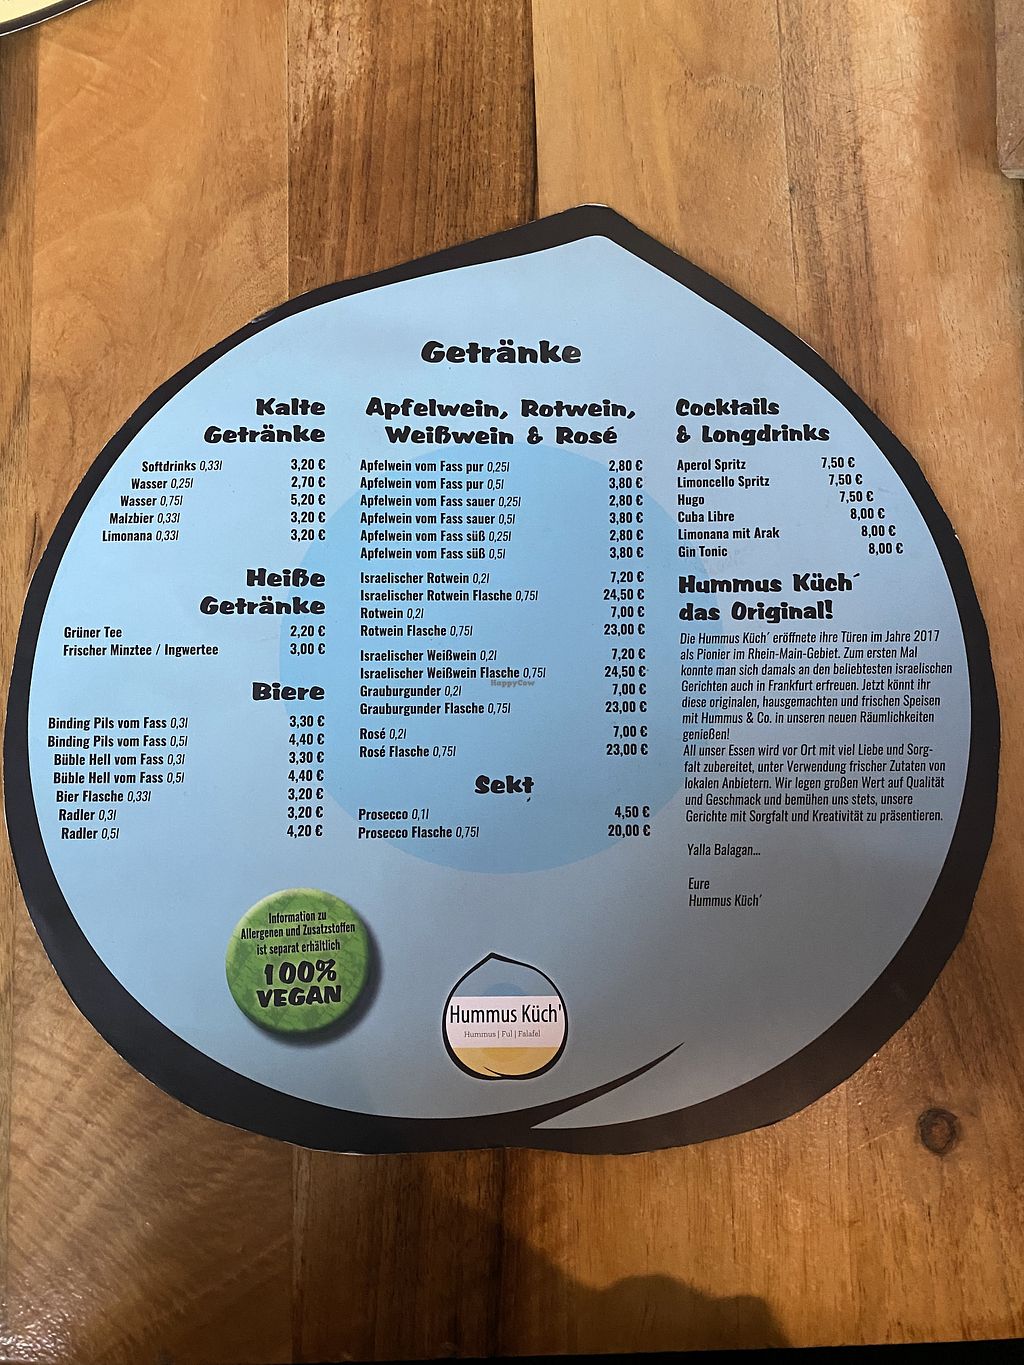 Getränke
Kalte
Getränke
Softdrinks 0,33l 3,20 €
Wasser 0,25l 2,70 €
Wasser 0,75l 5,20 €
Malzbier 0,33l 3,20 €
Limonana 0,33l 3,20 €
Heiße
Getränke
Grüner Tee 2,20 €
Frischer Minztee / Ingwertee 3,00 €
Biere
Binding Pils vom Fass 0,3l 3,30 €
Binding Pils vom Fass 0,5l 4,40 €
Büble Hell vom Fass 0,3l 3,30 €
Büble Hell vom Fass 0,5l 4,40 €
Bier Flasche 0,33l 3,20 €
Radler 0,3l 3,20 €
Radler 0,5l 4,20 €
Apfelwein, Rotwein,
Weißwein & Rosé
Apfelwein vom Fass pur 0,25l 2,80 €
Apfelwein vom Fass pur 0,5l 3,80 €
Apfelwein vom Fass sauer 0,25l 2,80 €
Apfelwein vom Fass sauer 0,5l 3,80 €
Apfelwein vom Fass süß 0,25l 2,80 €
Apfelwein vom Fass süß 0,5l 3,80 €
Israelischer Rotwein 0,2l 7,20 €
Israelischer Rotwein Flasche 0,75l 24,50 €
Rotwein 0,2l 7,00 €
Rotwein Flasche 0,75l 23,00 €
Israelischer Weißwein 0,2l 7,20 €
Israelischer Weißwein Flasche 0,75l 24,50 €
HappyCow
Grauburgunder 0,2l 7,00 €
Grauburgunder Flasche 0,75l 23,00 €
Rosé 0,2l 7,00 €
Rosé Flasche 0,75l 23,00 €
Sekt
Prosecco 0,1l 4,50 €
Prosecco Flasche 0,75l 20,00 €
Cocktails
& Longdrinks
Aperol Spritz 7,50 €
Limoncello Spritz 7,50 €
Hugo 7,50 €
Cuba Libre 8,00 €
Limonana mit Arak 8,00 €
Gin Tonic 8,00 €
Hummus Küch´
das Original!
Die Hummus Küch´ eröffnete ihre Türen im Jahre 2017
als Pionier im Rhein-Main-Gebiet. Zum ersten Mal
konnte man sich damals an den beliebtesten israelischen
Gerichten auch in Frankfurt erfreuen. Jetzt könnt ihr
diese originalen, hausgemachten und frischen Speisen
mit Hummus & Co. in unseren neuen Räumlichkeiten
genießen!
All unser Essen wird vor Ort mit viel Liebe und Sorg-
falt zubereitet, unter Verwendung frischer Zutaten von
lokalen Anbietern. Wir legen großen Wert auf Qualität
und Geschmack und bemühen uns stets, unsere
Gerichte mit Sorgfalt und Kreativität zu präsentieren.
Yalla Balagan...
Eure
Hummus Küch´
Information zu
Allergenen und Zusatzstoffen
ist separat erhältlich
100%
VEGAN
Hummus Küch'
Hummus | Ful | Falafel